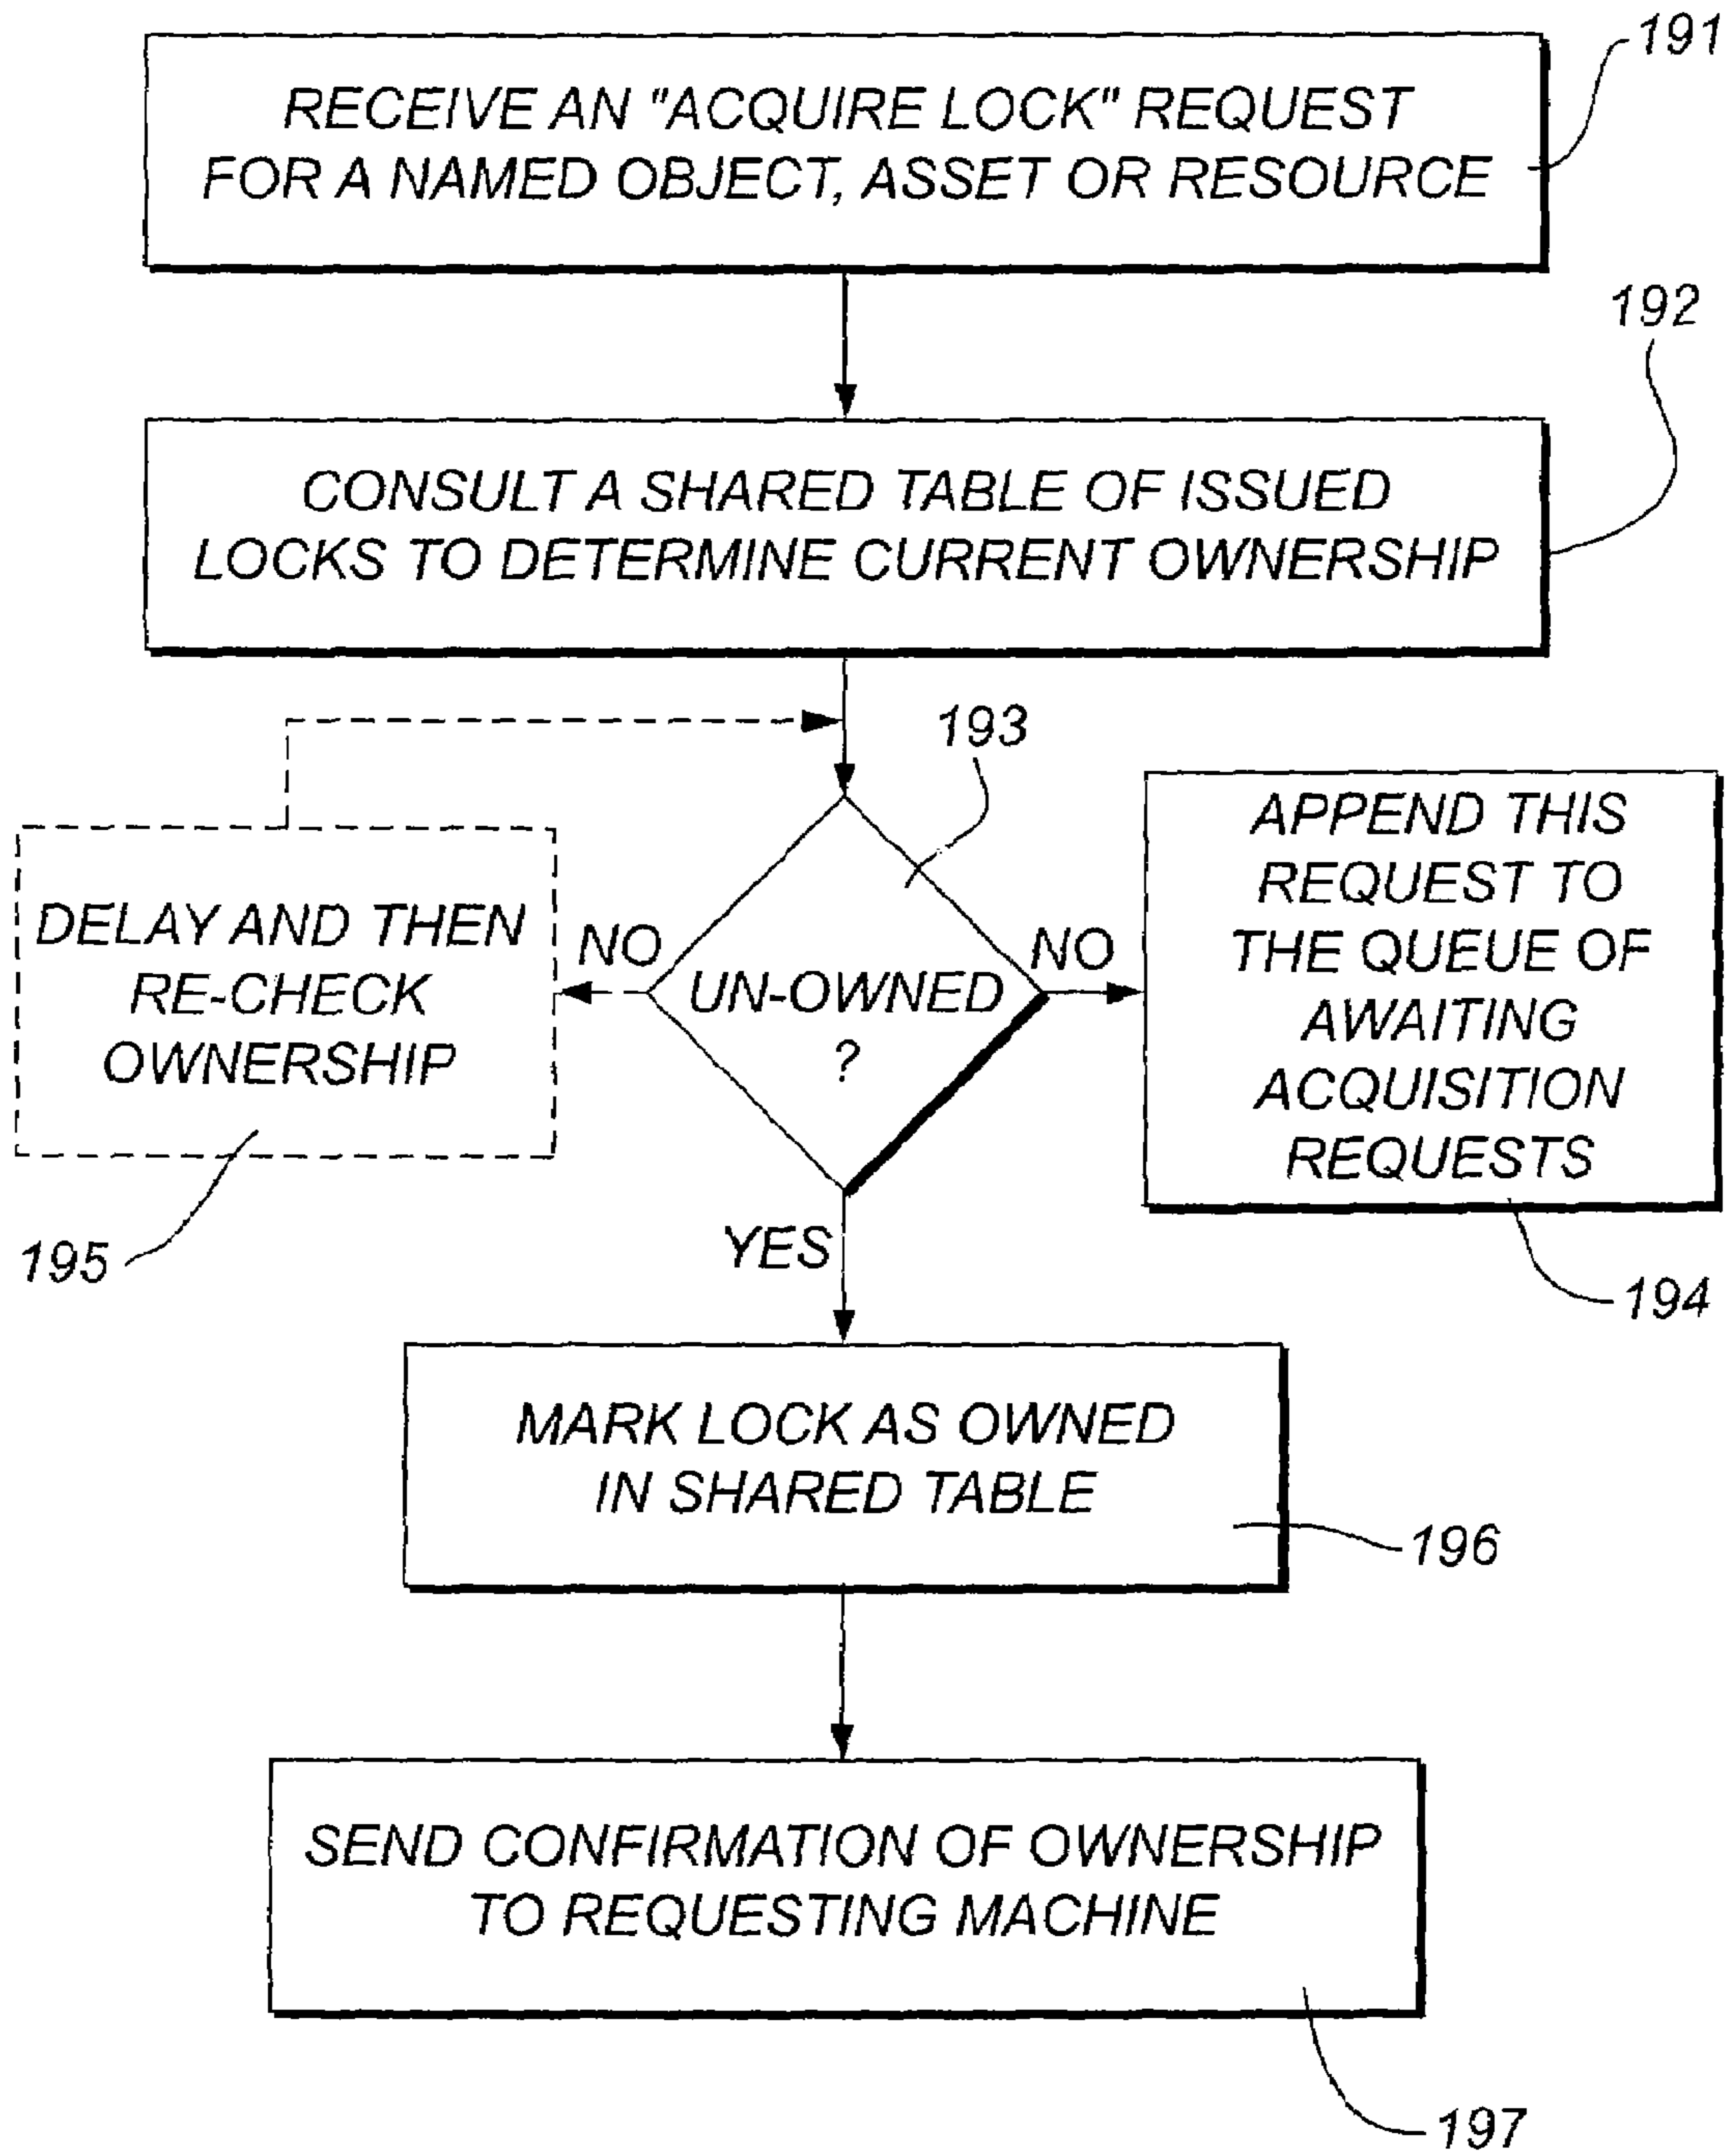 191
RECEIVE AN "ACQUIRE LOCK" REQUEST
FOR A NAMED OBJECT, ASSET OR RESOURCE
192
CONSULT A SHARED TABLE OF ISSUED
LOCKS TO DETERMINE CURRENT OWNERSHIP
193
DELAY AND THEN
RE-CHECK
OWNERSHIP
195
NO
UN-OWNED
?
NO
APPEND THIS
REQUEST TO
THE QUEUE OF
AWAITING
ACQUISITION
REQUESTS
194
YES
MARK LOCK AS OWNED
IN SHARED TABLE
196
SEND CONFIRMATION OF OWNERSHIP
TO REQUESTING MACHINE
197